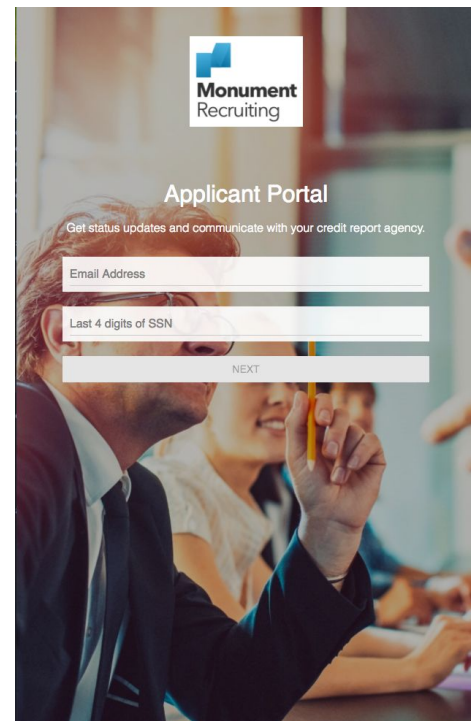 Monument
Recruiting
Applicant Portal
Get status updates and communicate with your credit report agency.
Email Address
Last 4 digits of SSN
NEXT